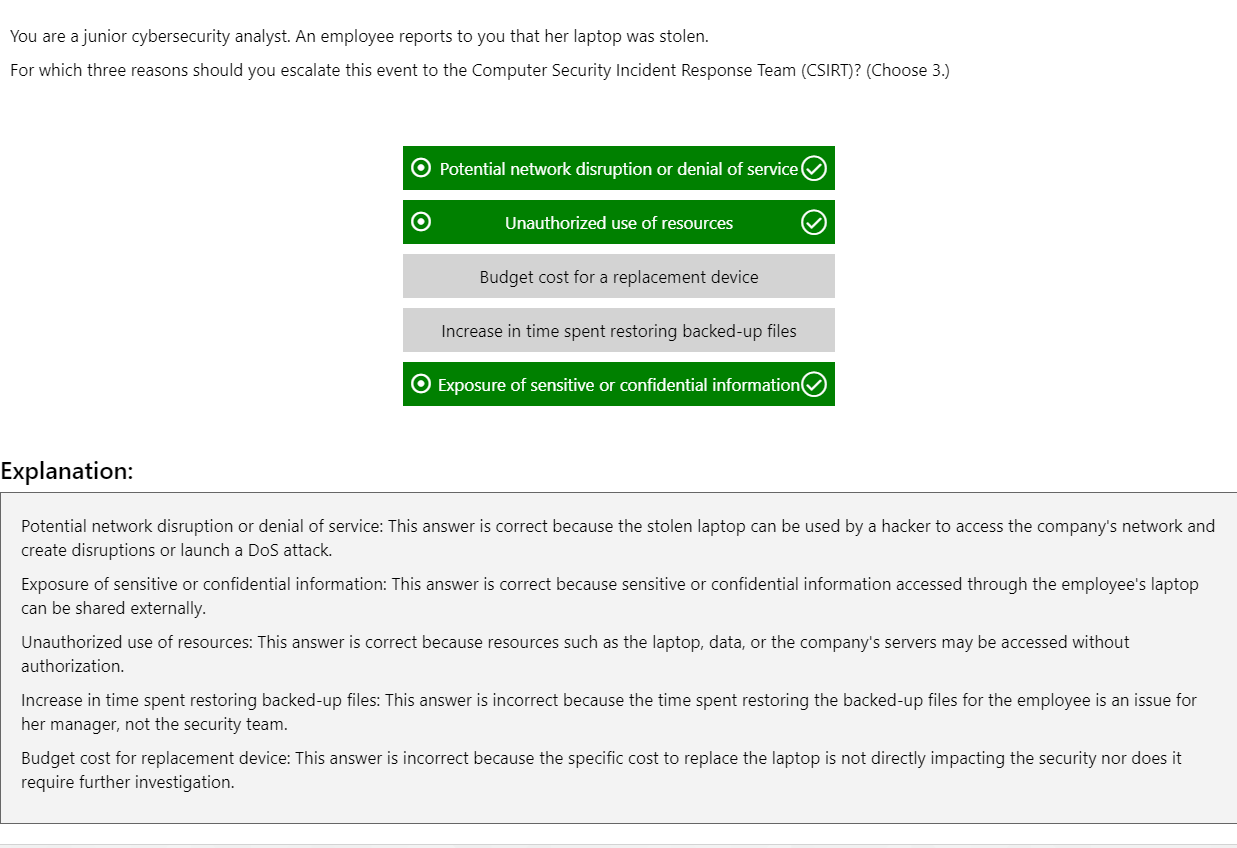 You are a junior cybersecurity analyst. An employee reports to you that her laptop was stolen.
For which three reasons should you escalate this event to the Computer Security Incident Response Team (CSIRT)? (Choose 3.)
Potential network disruption or denial of service
Unauthorized use of resources
Budget cost for a replacement device
Increase in time spent restoring backed-up files
Exposure of sensitive or confidential information
Explanation:
Potential network disruption or denial of service: This answer is correct because the stolen laptop can be used by a hacker to access the company's network and
create disruptions or launch a DoS attack.
Exposure of sensitive or confidential information: This answer is correct because sensitive or confidential information accessed through the employee's laptop
can be shared externally.
Unauthorized use of resources: This answer is correct because resources such as the laptop, data, or the company's servers may be accessed without
authorization.
Increase in time spent restoring backed-up files: This answer is incorrect because the time spent restoring the backed-up files for the employee is an issue for
her manager, not the security team.
Budget cost for replacement device: This answer is incorrect because the specific cost to replace the laptop is not directly impacting the security nor does it
require further investigation.